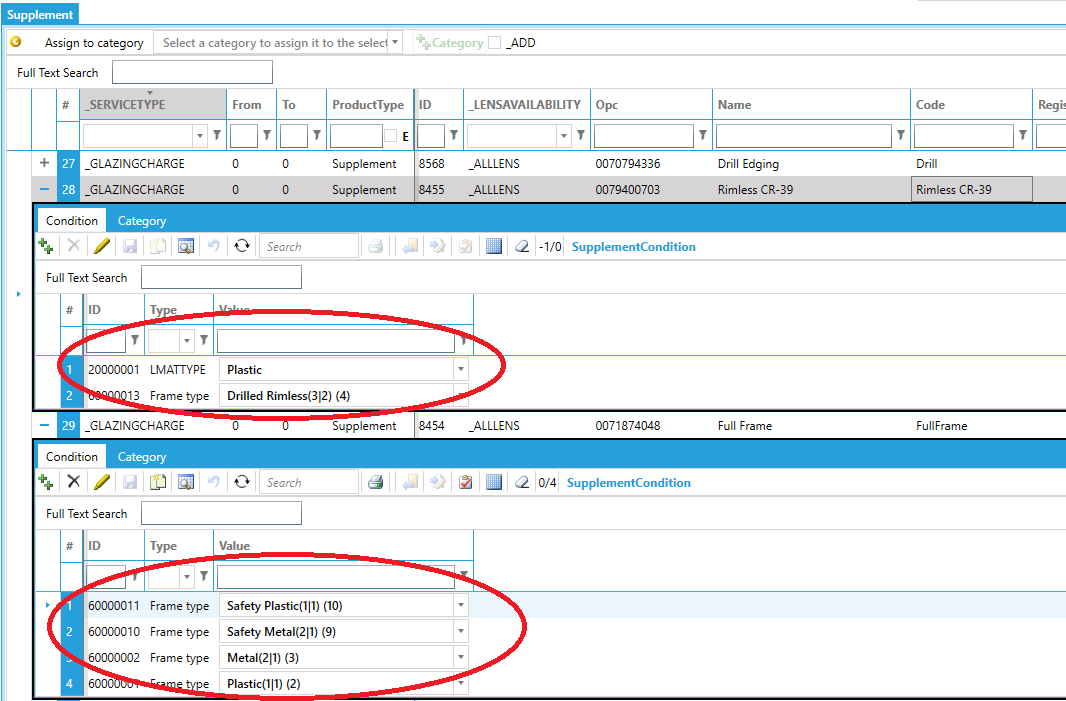 Supplement
Assign to category Select a category to assign it to the select Category _ADD
Full Text Search
# _SERVICETYPE From To ProductType ID _LENSAVAILABILITY Opc Name Code Regis
E
27 _GLAZINGCHARGE 0 0 Supplement 8568 _ALLLENS 0070794336 Drill Edging Drill
28 _GLAZINGCHARGE 0 0 Supplement 8455 _ALLLENS 0079400703 Rimless CR-39 Rimless CR-39
Condition Category
Search -1/0 SupplementCondition
Full Text Search
# ID Type Value
1 20000001 LMATTYPE Plastic
2 60000013 Frame type Drilled Rimless(3|2) (4)
29 _GLAZINGCHARGE 0 0 Supplement 8454 _ALLLENS 0071874048 Full Frame FullFrame
Condition Category
Search 0/4 SupplementCondition
Full Text Search
# ID Type Value
1 60000011 Frame type Safety Plastic(1|1) (10)
2 60000010 Frame type Safety Metal(2|1) (9)
3 60000002 Frame type Metal(2|1) (3)
4 60000001 Frame type Plastic(1|1) (2)